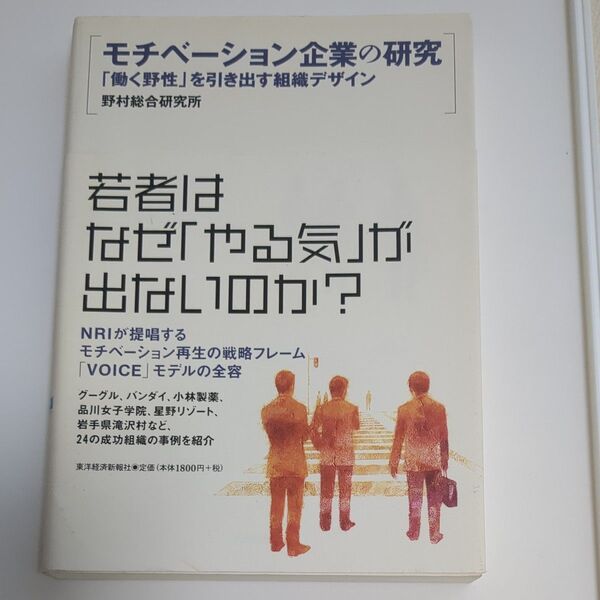 モチベーション企業の研究
「働く野性」を引き出す組織デザイン
野村総合研究所
若者は
なぜ「やる気」が
出ないのか?
NRIが提唱する
モチベーション再生の戦略フレーム
「VOICE」モデルの全容
グーグル、バンダイ、小林製薬、
品川女子学院、星野リゾート、
岩手県滝沢村など、
24の成功組織の事例を紹介
東洋経済新報社●定価(本体1800円+税)